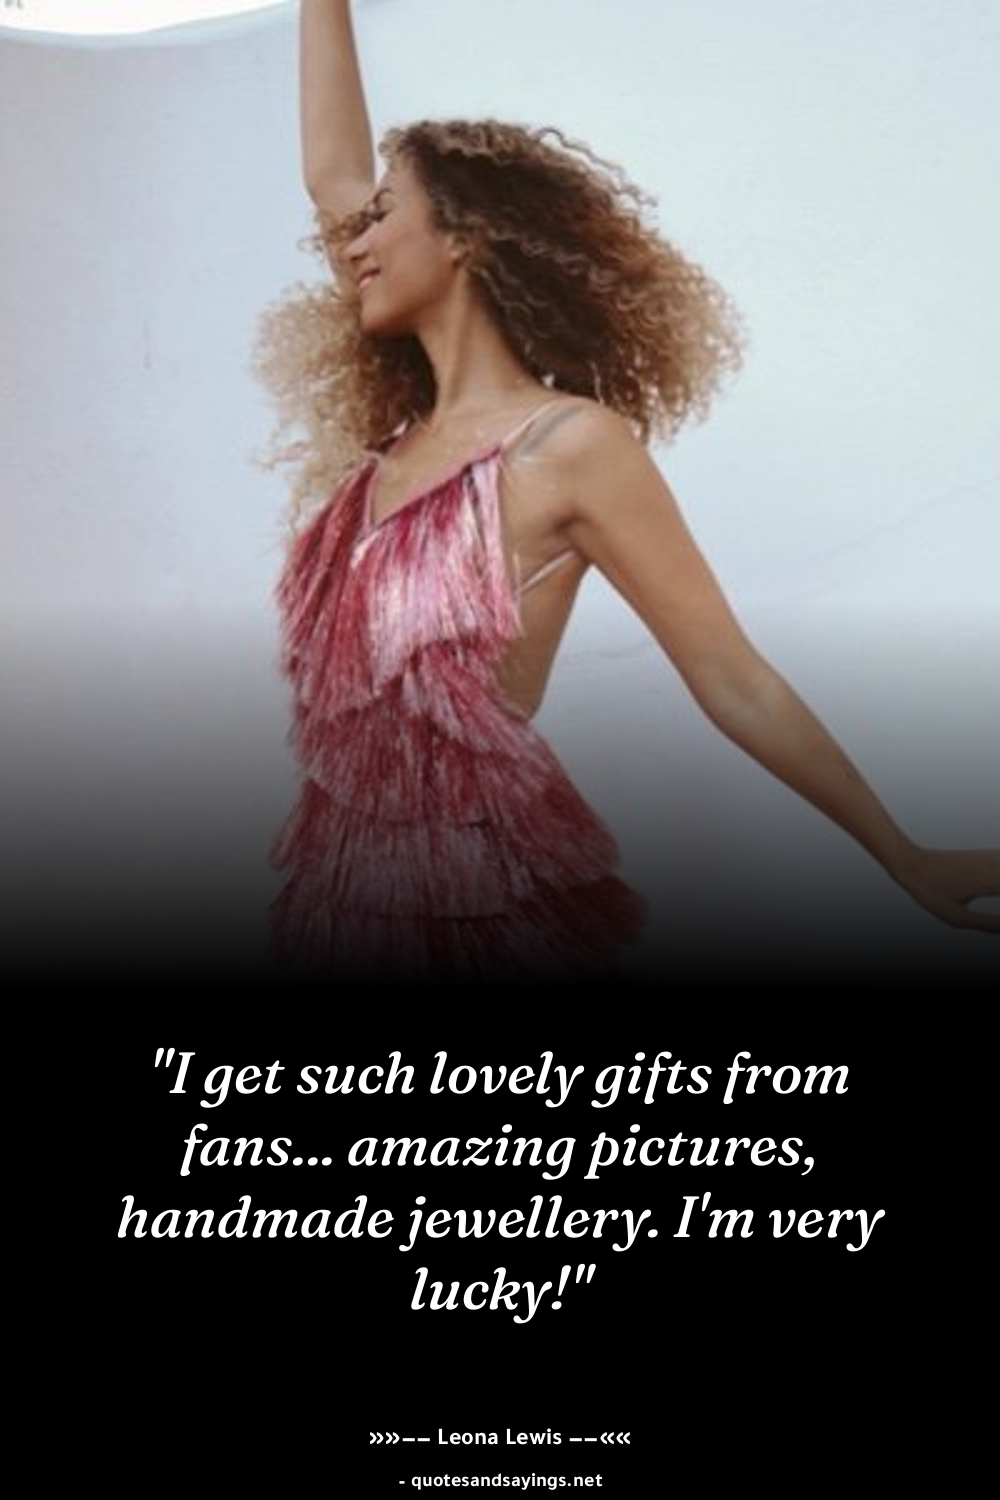 "I get such lovely gifts from
fans... amazing pictures,
handmade jewellery. I'm very
lucky!"
»»−− Leona Lewis −−««
- quotesandsayings.net